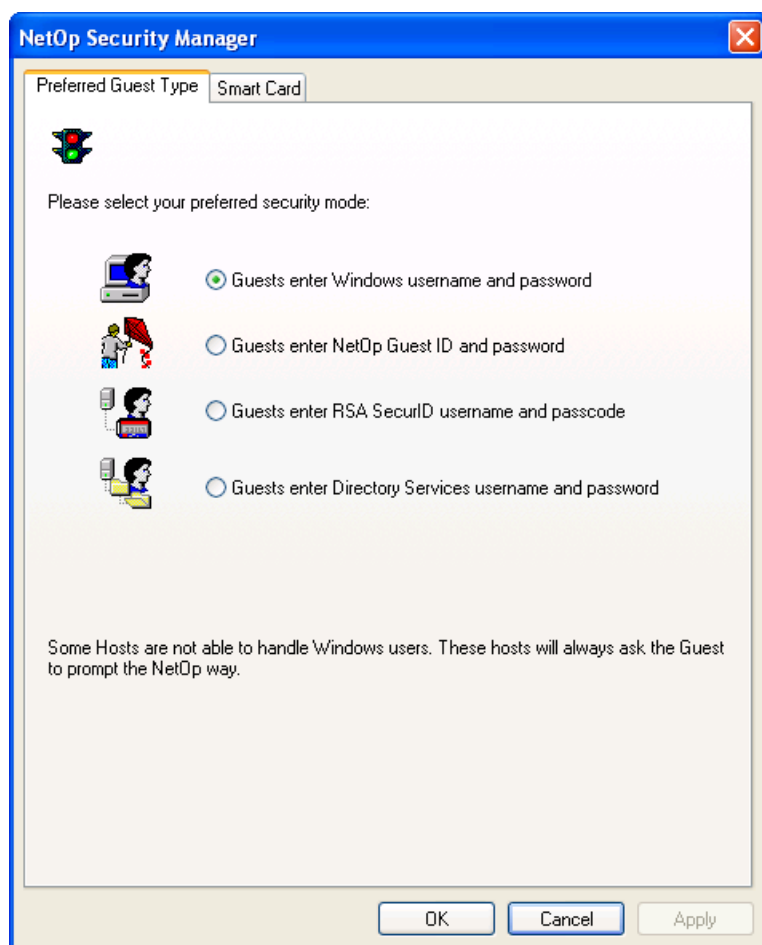 NetOp Security Manager
Preferred Guest Type
Smart Card
Please select your preferred security mode:
Guests enter Windows username and password
Guests enter NetOp Guest ID and password
Guests enter RSA SecurID username and passcode
Guests enter Directory Services username and password
Some Hosts are not able to handle Windows users. These hosts will always ask the Guest
to prompt the NetOp way.
OK
Cancel
Apply